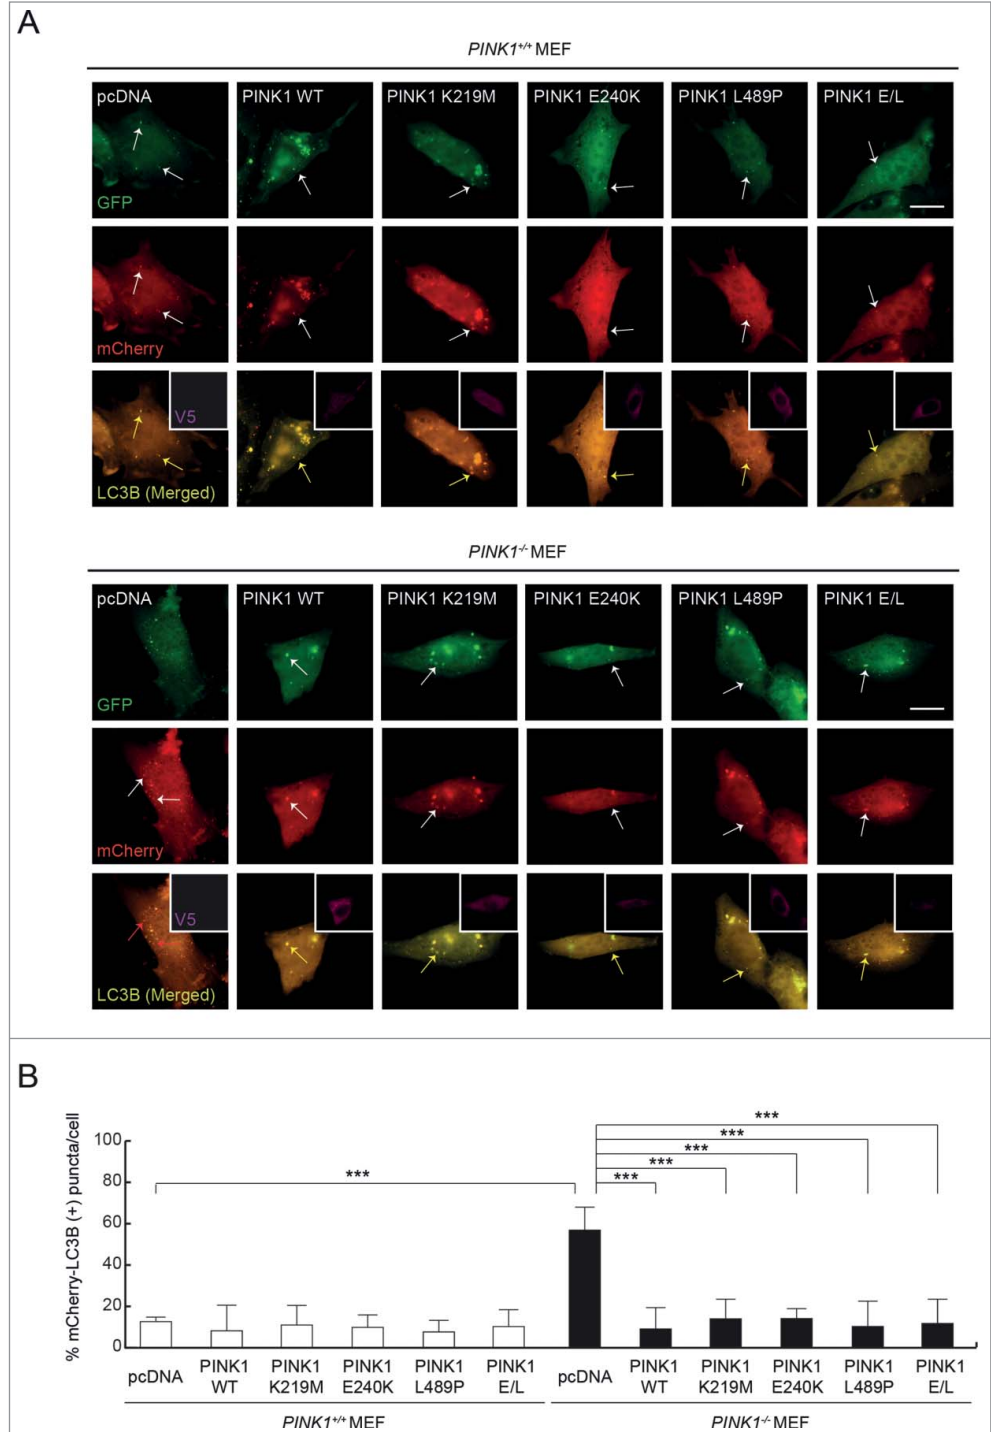 A
PINK1+/+ MEF
pcDNA PINK1 WT PINK1 K219M PINK1 E240K PINK1 L489P PINK1 E/L
GFP
mCherry
V5
LC3B (Merged)
PINK1-/- MEF
pcDNA PINK1 WT PINK1 K219M PINK1 E240K PINK1 L489P PINK1 E/L
GFP
mCherry
V5
LC3B (Merged)
B
% mCherry-LC3B (+) puncta/cell
100
80
60
40
20
0
***
***
***
***
***
***
pcDNA
PINK1 WT
PINK1 K219M
PINK1 E240K
PINK1 L489P
PINK1 E/L
pcDNA
PINK1 WT
PINK1 K219M
PINK1 E240K
PINK1 L489P
PINK1 E/L
PINK1+/+ MEF
PINK1-/- MEF